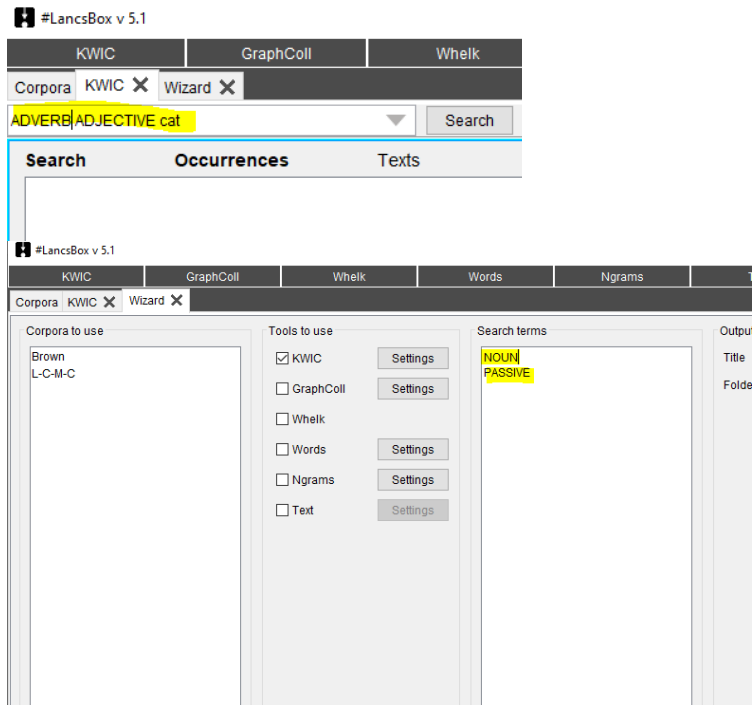 #LancsBox v 5.1
KWIC GraphColl Whelk
Corpora KWIC Wizard
ADVERB ADJECTIVE cat Search
Search Occurrences Texts
#LancsBox v 5.1
KWIC GraphColl Whelk Words Ngrams T
Corpora KWIC Wizard
Corpora to use Tools to use Search terms Output
Brown KWIC Settings NOUN Title
L-C-M-C PASSIVE
GraphColl Settings Folde
Whelk
Words Settings
Ngrams Settings
Text Settings